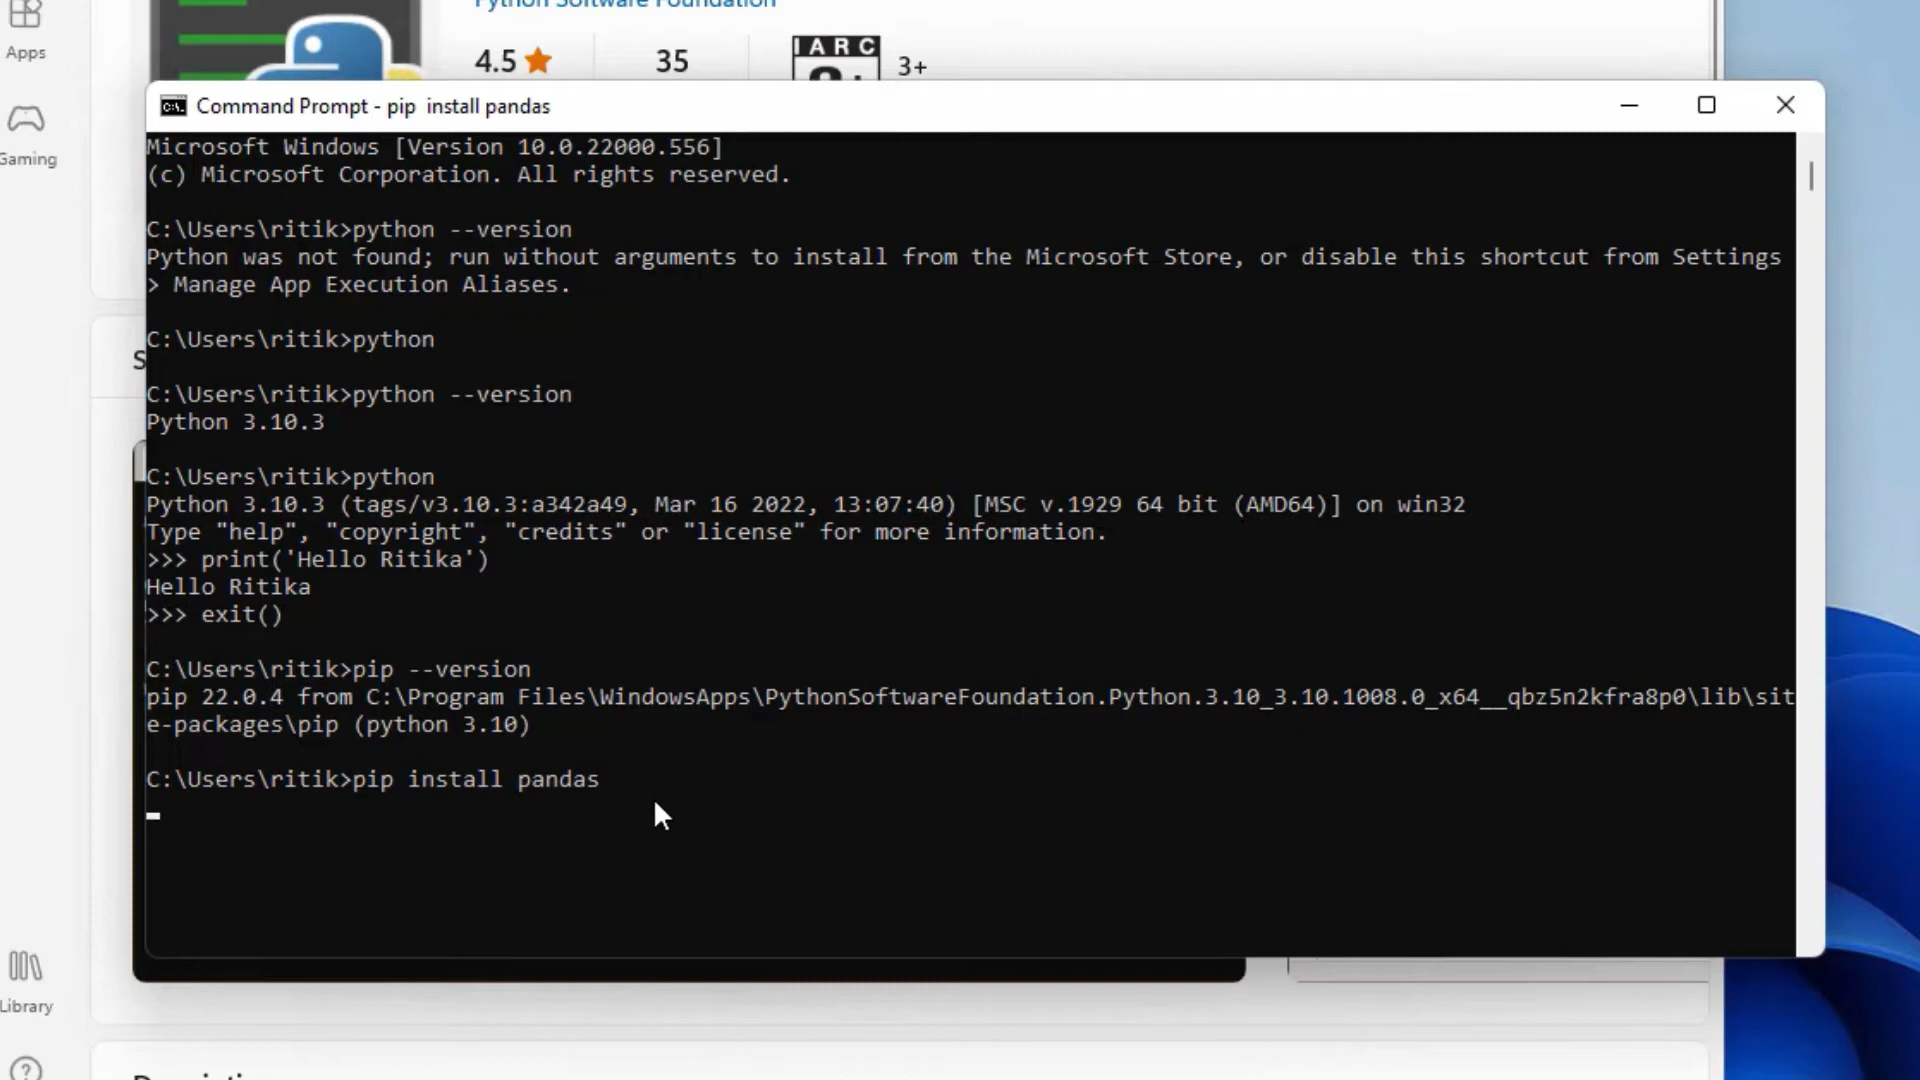 Python Software Foundation
Apps
4.5
35
IARC
3+
Command Prompt - pip  install pandas
Gaming
Microsoft Windows [Version 10.0.22000.556]
(c) Microsoft Corporation. All rights reserved.
C:\Users\ritik>python --version
Python was not found; run without arguments to install from the Microsoft Store, or disable this shortcut from Settings
> Manage App Execution Aliases.
C:\Users\ritik>python
S
C:\Users\ritik>python --version
Python 3.10.3
C:\Users\ritik>python
Python 3.10.3 (tags/v3.10.3:a342a49, Mar 16 2022, 13:07:40) [MSC v.1929 64 bit (AMD64)] on win32
Type "help", "copyright", "credits" or "license" for more information.
>>> print('Hello Ritika')
Hello Ritika
>>> exit()
C:\Users\ritik>pip --version
pip 22.0.4 from C:\Program Files\WindowsApps\PythonSoftwareFoundation.Python.3.10_3.10.1008.0_x64__qbz5n2kfra8p0\lib\sit
e-packages\pip (python 3.10)
C:\Users\ritik>pip install pandas
Library